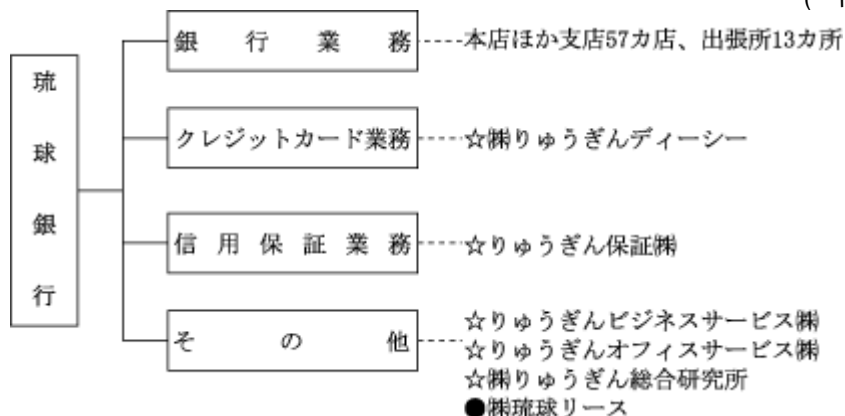 琉球銀行
銀行業務
本店ほか支店57カ店、出張所13カ所
クレジットカード業務
☆㈱りゅうぎんディーシー
信用保証業務
☆りゅうぎん保証㈱
その他
☆りゅうぎんビジネスサービス㈱
☆りゅうぎんオフィスサービス㈱
☆㈱りゅうぎん総合研究所
●㈱琉球リース